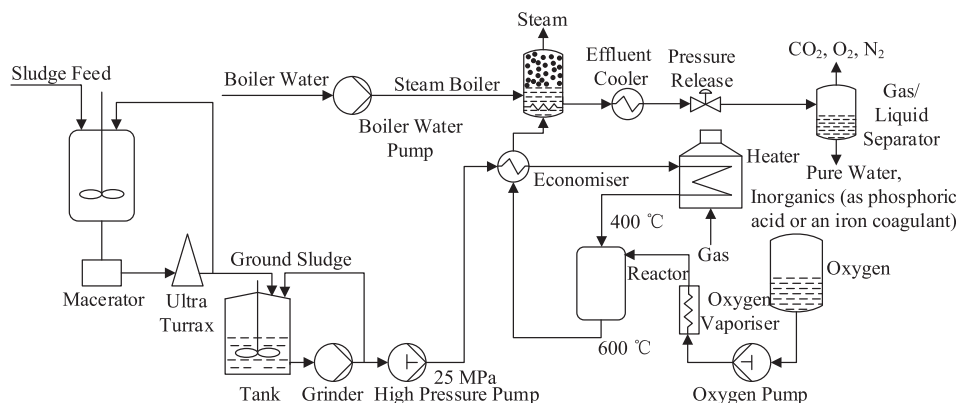 Steam
CO₂, O₂, N₂
Effluent
Cooler
Pressure
Release
Sludge Feed
Boiler Water
Steam Boiler
Gas/
Liquid
Separator
Boiler Water
Pump
Economiser
Heater
Pure Water,
Inorganics (as phosphoric
acid or an iron coagulant)
400 ℃
Gas
Ground Sludge
Reactor
Oxygen
Macerator
Ultra
Turrax
Oxygen
Vaporiser
600 ℃
25 MPa
Tank
Grinder
High Pressure Pump
Oxygen Pump